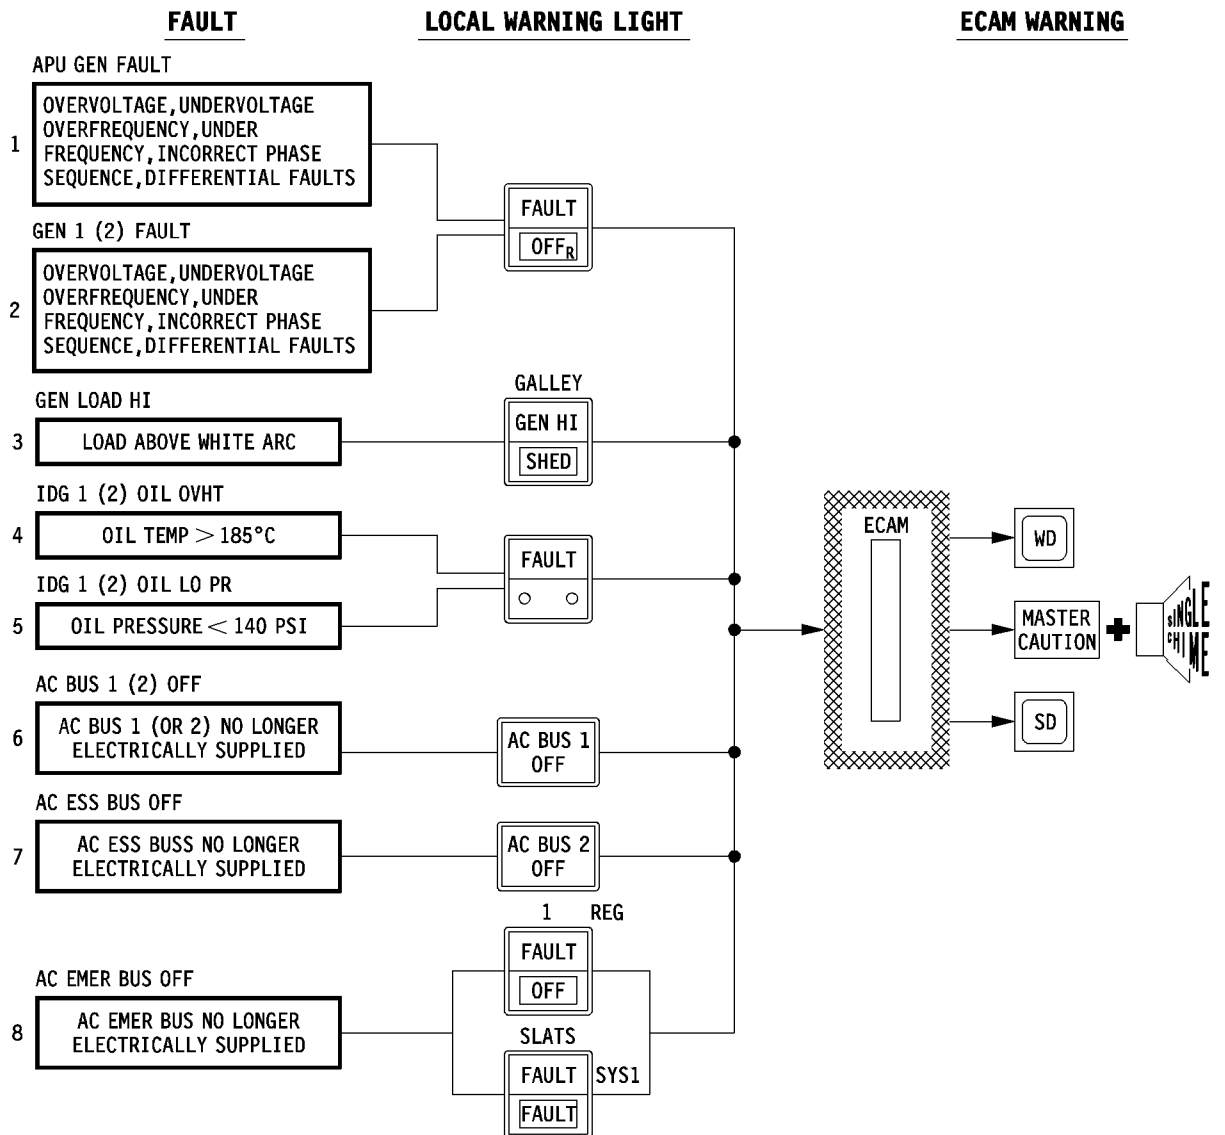 FAULT
LOCAL WARNING LIGHT
ECAM WARNING
APU GEN FAULT
1
OVERVOLTAGE,UNDERVOLTAGE
OVERFREQUENCY,UNDER
FREQUENCY,INCORRECT PHASE
SEQUENCE,DIFFERENTIAL FAULTS
FAULT
OFFR
GEN 1 (2) FAULT
2
OVERVOLTAGE,UNDERVOLTAGE
OVERFREQUENCY,UNDER
FREQUENCY,INCORRECT PHASE
SEQUENCE,DIFFERENTIAL FAULTS
GEN LOAD HI
3
LOAD ABOVE WHITE ARC
GALLEY
GEN HI
SHED
IDG 1 (2) OIL OVHT
4
OIL TEMP > 185°C
FAULT
IDG 1 (2) OIL LO PR
5
OIL PRESSURE < 140 PSI
ECAM
WD
MASTER
CAUTION
SINGLE
CHIME
SD
AC BUS 1 (2) OFF
6
AC BUS 1 (OR 2) NO LONGER
ELECTRICALLY SUPPLIED
AC BUS 1
OFF
AC ESS BUS OFF
7
AC ESS BUSS NO LONGER
ELECTRICALLY SUPPLIED
AC BUS 2
OFF
1 REG
FAULT
OFF
AC EMER BUS OFF
8
AC EMER BUS NO LONGER
ELECTRICALLY SUPPLIED
SLATS
FAULT SYS1
FAULT